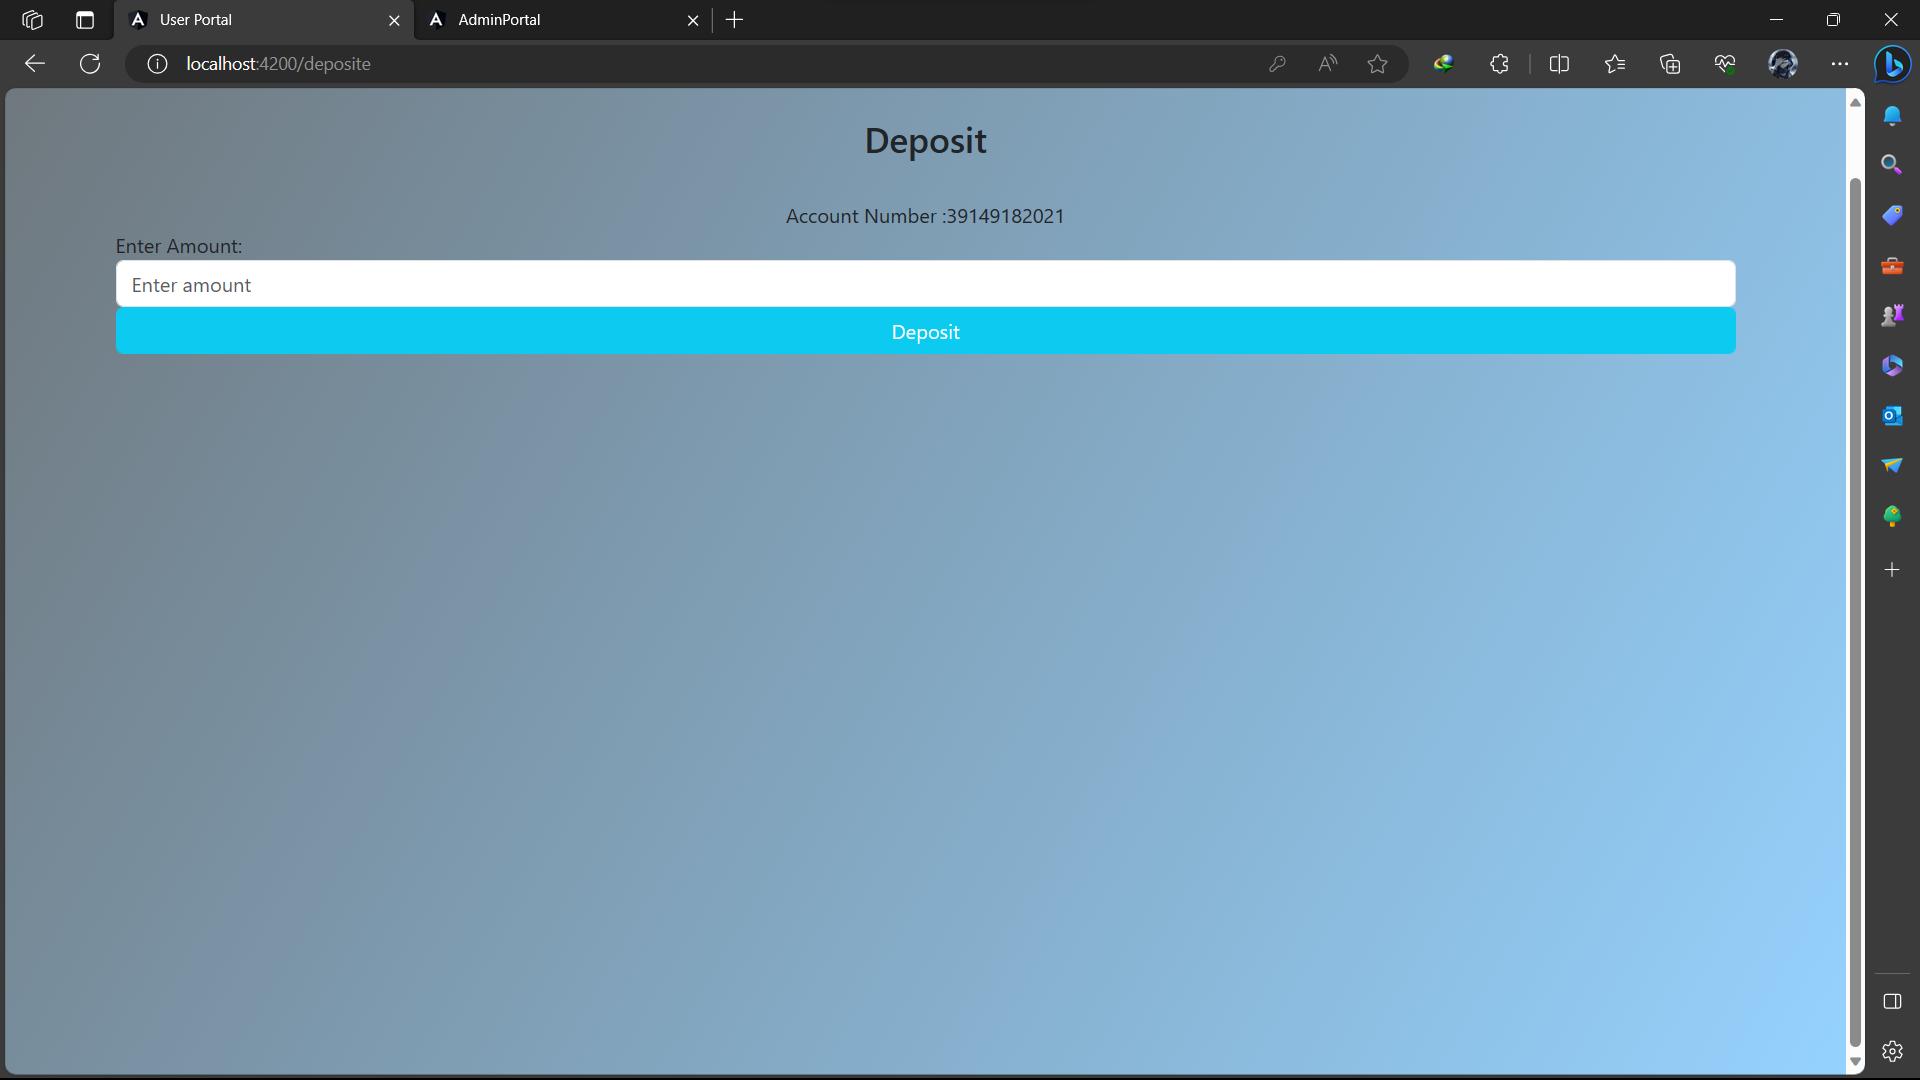 User Portal
AdminPortal
localhost:4200/deposite
Deposit
Account Number :39149182021
Enter Amount:
Enter amount
Deposit